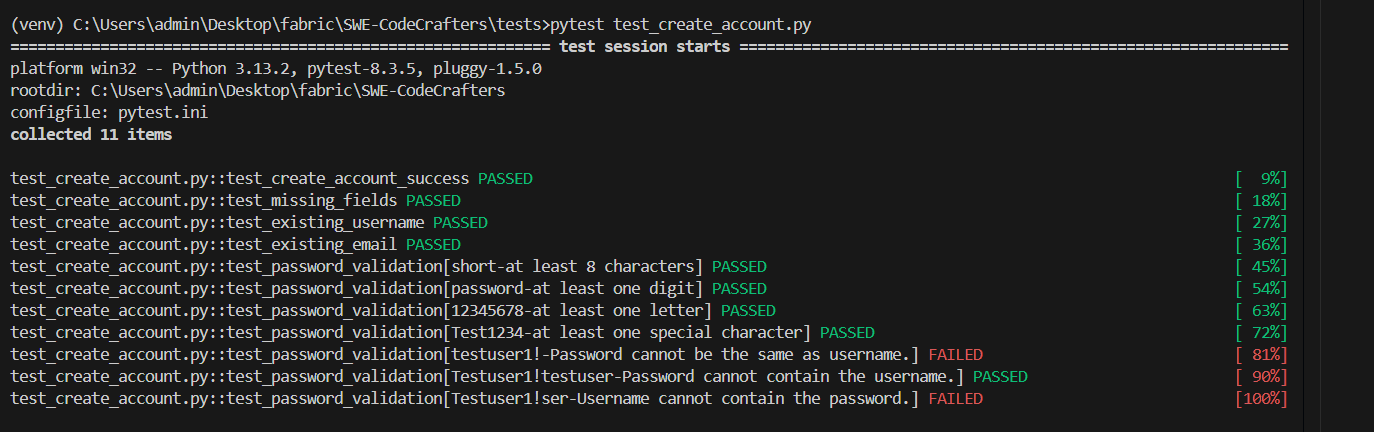 (venv) C:\Users\admin\Desktop\fabric\SWE-CodeCrafters\tests>pytest test_create_account.py
============================================================ test session starts =============================================================
platform win32 -- Python 3.13.2, pytest-8.3.5, pluggy-1.5.0
rootdir: C:\Users\admin\Desktop\fabric\SWE-CodeCrafters
configfile: pytest.ini
collected 11 items
test_create_account.py::test_create_account_success PASSED [  9%]
test_create_account.py::test_missing_fields PASSED [ 18%]
test_create_account.py::test_existing_username PASSED [ 27%]
test_create_account.py::test_existing_email PASSED [ 36%]
test_create_account.py::test_password_validation[short-at least 8 characters] PASSED [ 45%]
test_create_account.py::test_password_validation[password-at least one digit] PASSED [ 54%]
test_create_account.py::test_password_validation[12345678-at least one letter] PASSED [ 63%]
test_create_account.py::test_password_validation[Test1234-at least one special character] PASSED [ 72%]
test_create_account.py::test_password_validation[testuser1!-Password cannot be the same as username.] FAILED [ 81%]
test_create_account.py::test_password_validation[Testuser1!testuser-Password cannot contain the username.] PASSED [ 90%]
test_create_account.py::test_password_validation[Testuser1!ser-Username cannot contain the password.] FAILED [100%]